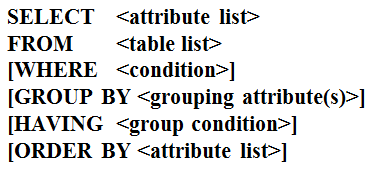 SELECT <attribute list>
FROM <table list>
[WHERE <condition>]
[GROUP BY <grouping attribute(s)>]
[HAVING <group condition>]
[ORDER BY <attribute list>]